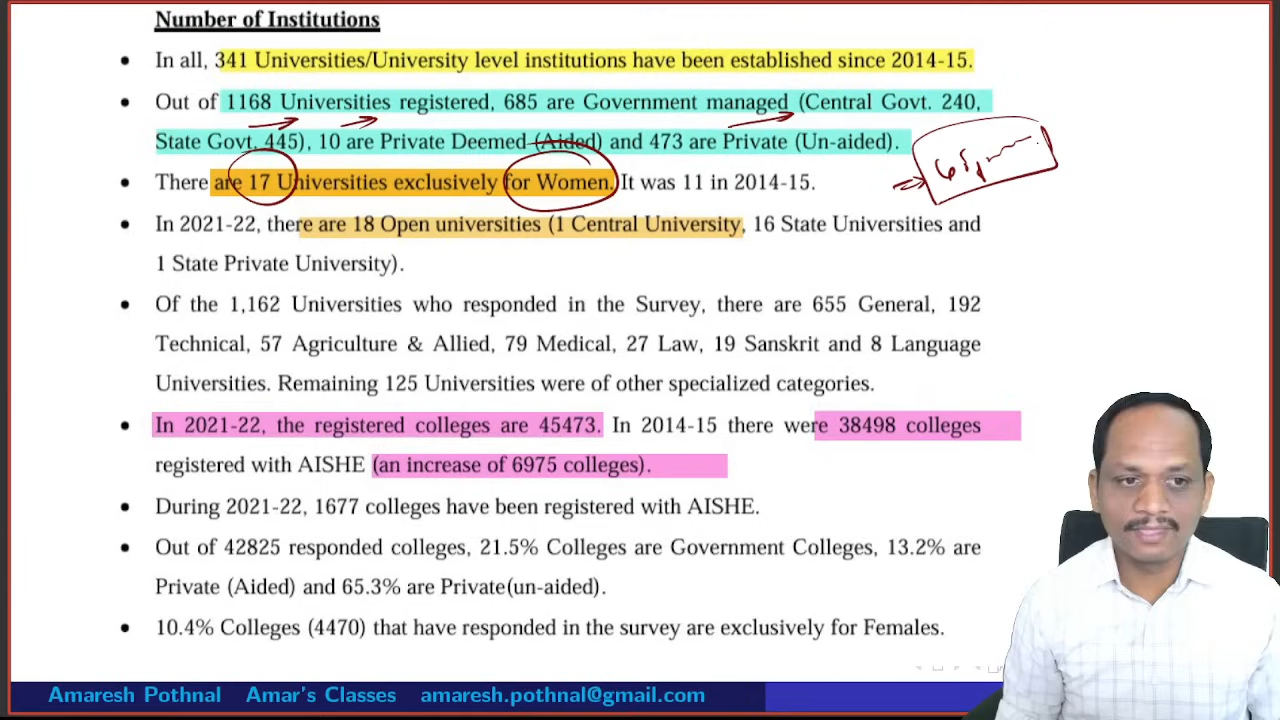 Number of Institutions
• In all, 341 Universities/University level institutions have been established since 2014-15.
• Out of 1168 Universities registered, 685 are Government managed (Central Govt. 240,
State Govt. 445), 10 are Private Deemed (Aided) and 473 are Private (Un-aided).
• There are 17 Universities exclusively for Women. It was 11 in 2014-15.
• In 2021-22, there are 18 Open universities (1 Central University, 16 State Universities and
1 State Private University).
• Of the 1,162 Universities who responded in the Survey, there are 655 General, 192
Technical, 57 Agriculture & Allied, 79 Medical, 27 Law, 19 Sanskrit and 8 Language
Universities. Remaining 125 Universities were of other specialized categories.
• In 2021-22, the registered colleges are 45473. In 2014-15 there were 38498 colleges
registered with AISHE (an increase of 6975 colleges).
• During 2021-22, 1677 colleges have been registered with AISHE.
• Out of 42825 responded colleges, 21.5% Colleges are Government Colleges, 13.2% are
Private (Aided) and 65.3% are Private(un-aided).
• 10.4% Colleges (4470) that have responded in the survey are exclusively for Females.
Amaresh Pothnal Amar's Classes amaresh.pothnal@gmail.com